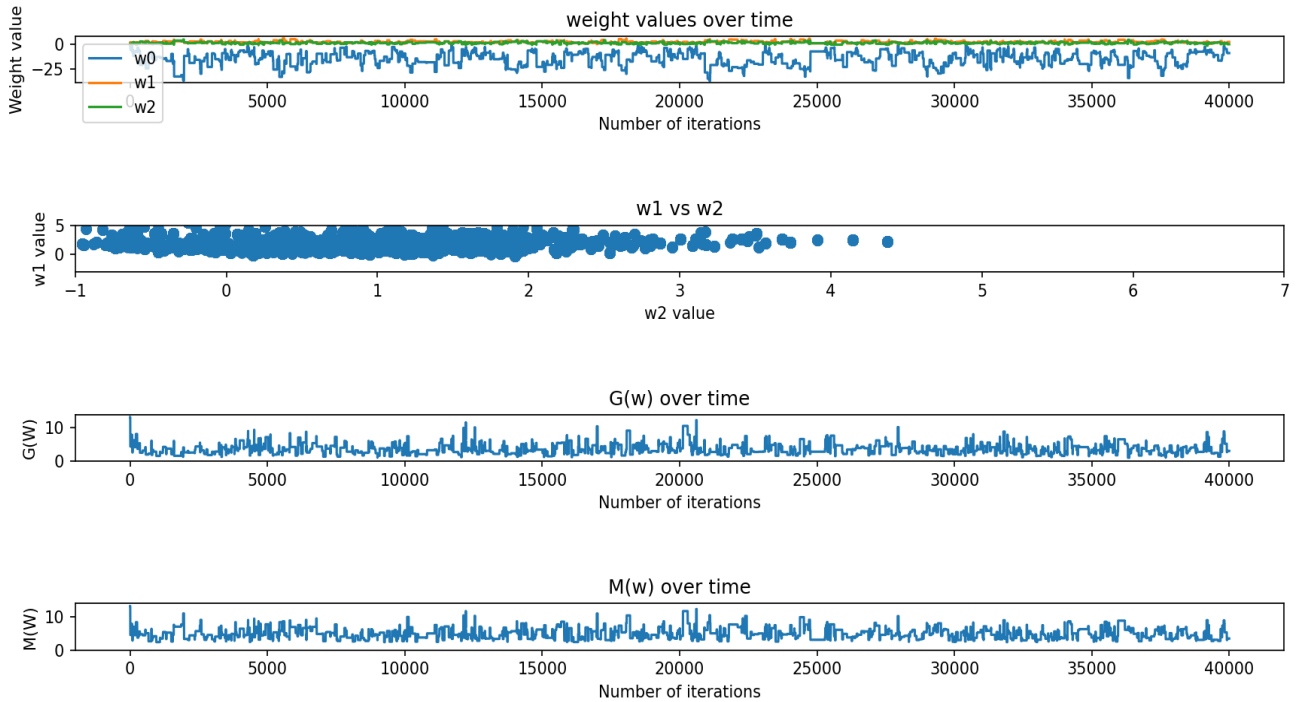 weight values over time
Weight value
0
−25
w0
w1
w2
0 5000 10000 15000 20000 25000 30000 35000 40000
Number of iterations
w1 vs w2
w1 value
5
0
−1 0 1 2 3 4 5 6 7
w2 value
G(w) over time
G(W)
10
0
0 5000 10000 15000 20000 25000 30000 35000 40000
Number of iterations
M(w) over time
M(W)
10
0
0 5000 10000 15000 20000 25000 30000 35000 40000
Number of iterations